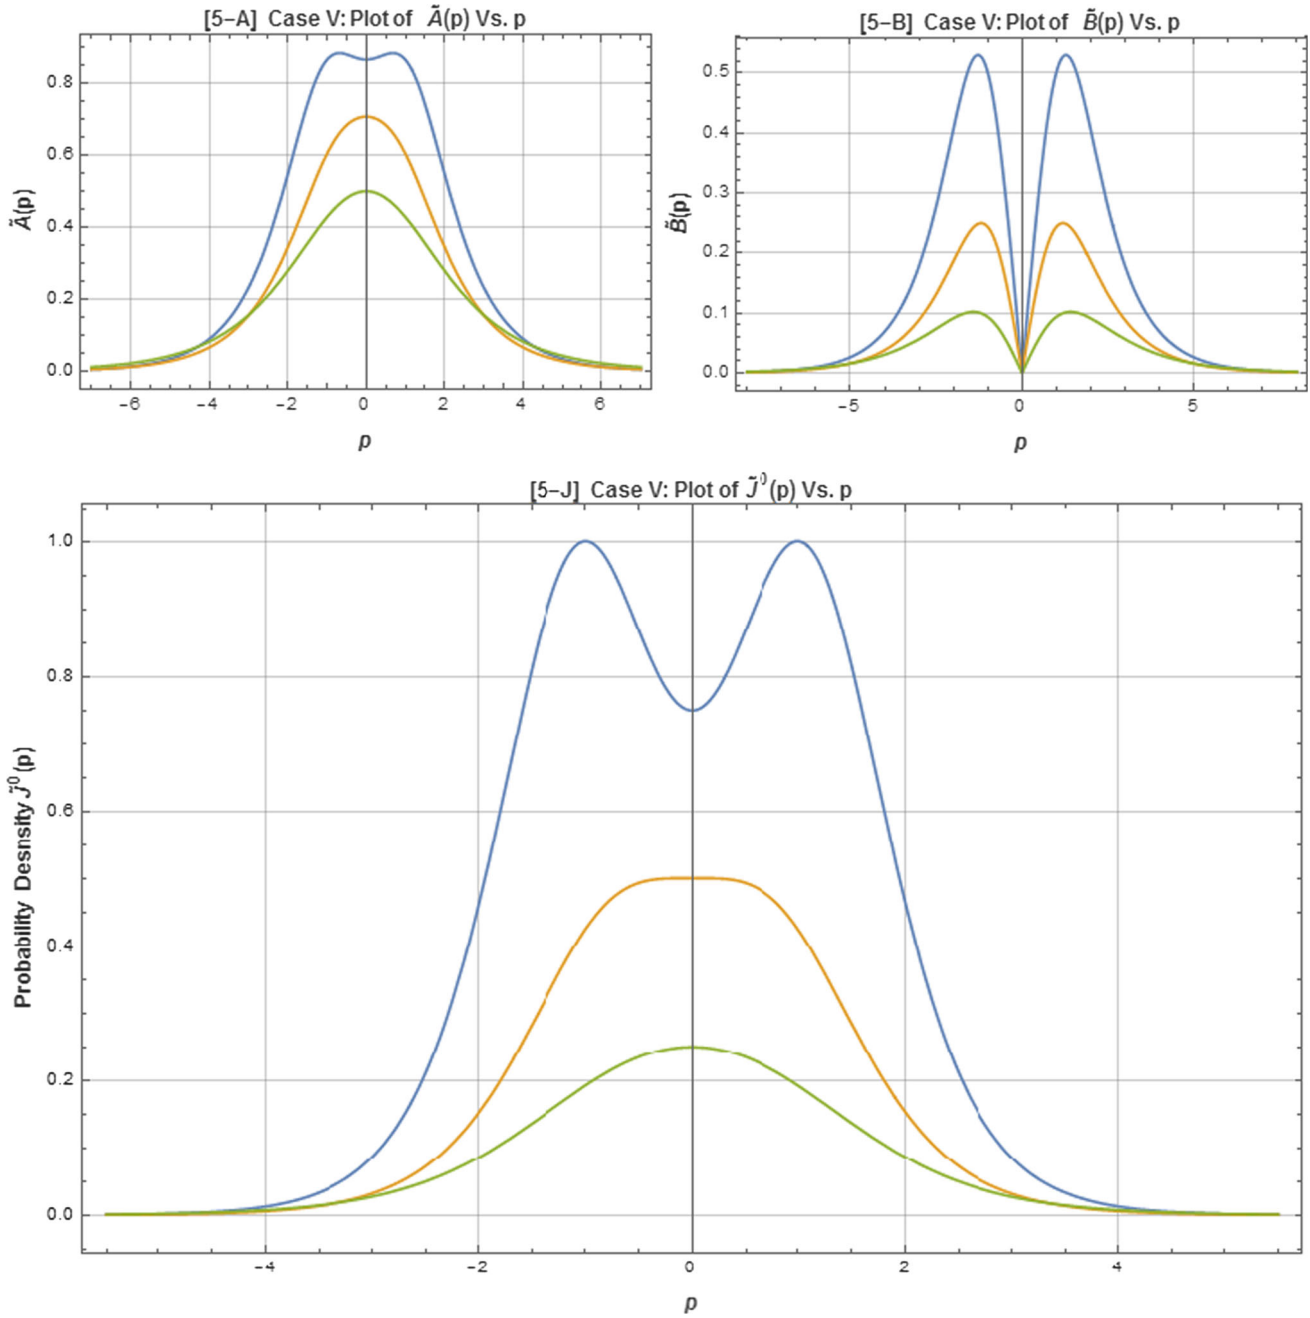 [5–A] Case V: Plot of Ã(p) Vs. p
Ã(p)
0.8
0.6
0.4
0.2
0.0
−6 −4 −2 0 2 4 6
p
[5–B] Case V: Plot of B̃(p) Vs. p
B̃(p)
0.5
0.4
0.3
0.2
0.1
0.0
−5 0 5
p
[5–J] Case V: Plot of J̃⁰(p) Vs. p
Probability Desnsity J̃⁰(p)
1.0
0.8
0.6
0.4
0.2
0.0
−4 −2 0 2 4
p